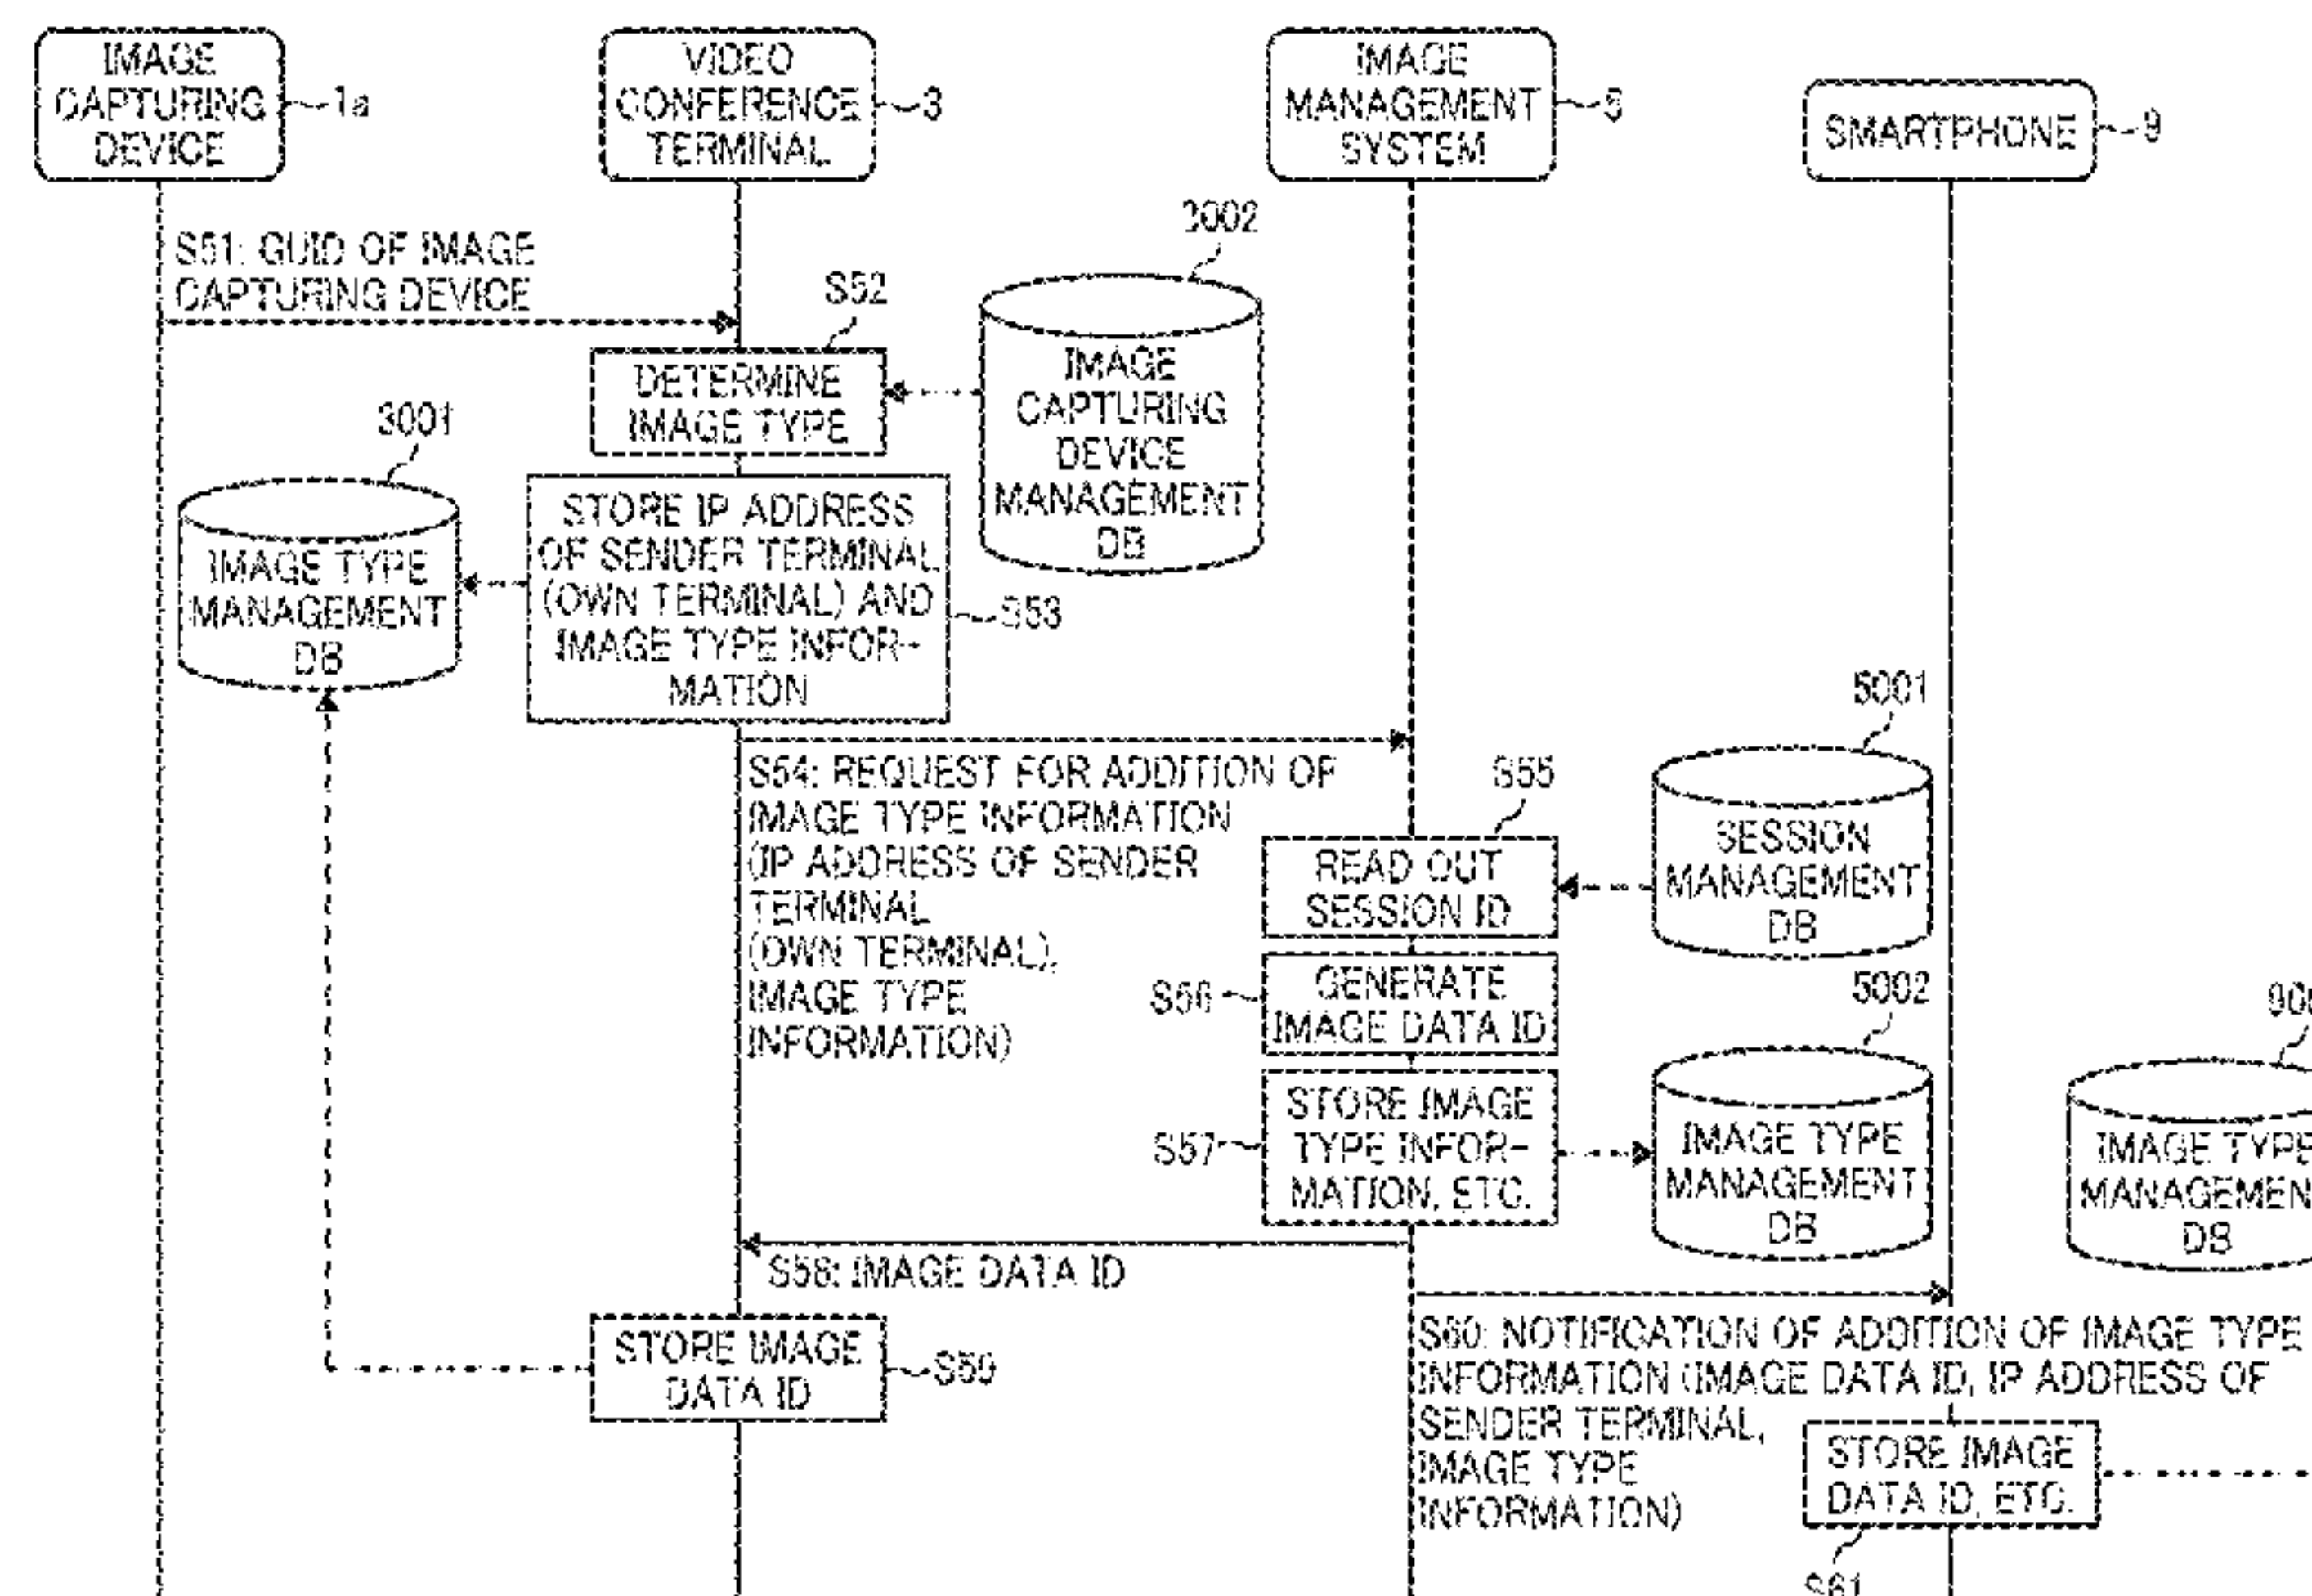 IMAGE
CAPTURING
DEVICE
1a
VIDEO
CONFERENCE
TERMINAL
3
IMAGE
MANAGEMENT
SYSTEM
5
SMARTPHONE
9
S51: GUID OF IMAGE
CAPTURING DEVICE
S52
DETERMINE
IMAGE TYPE
3002
IMAGE
CAPTURING
DEVICE
MANAGEMENT
DB
3001
IMAGE TYPE
MANAGEMENT
DB
STORE IP ADDRESS
OF SENDER TERMINAL
(OWN TERMINAL) AND
IMAGE TYPE INFOR-
MATION
S53
S54: REQUEST FOR ADDITION OF
IMAGE TYPE INFORMATION
(IP ADDRESS OF SENDER
TERMINAL
(OWN TERMINAL),
IMAGE TYPE
INFORMATION)
S55
READ OUT
SESSION ID
5001
SESSION
MANAGEMENT
DB
S56
GENERATE
IMAGE DATA ID
S57
STORE IMAGE
TYPE INFOR-
MATION, ETC.
5002
IMAGE TYPE
MANAGEMENT
DB
IMAGE TYPE
MANAGEMEN
DB
S58: IMAGE DATA ID
STORE IMAGE
DATA ID
S59
S60: NOTIFICATION OF ADDITION OF IMAGE TYPE
INFORMATION (IMAGE DATA ID, IP ADDRESS OF
SENDER TERMINAL,
IMAGE TYPE
INFORMATION)
STORE IMAGE
DATA ID, ETC.
S61